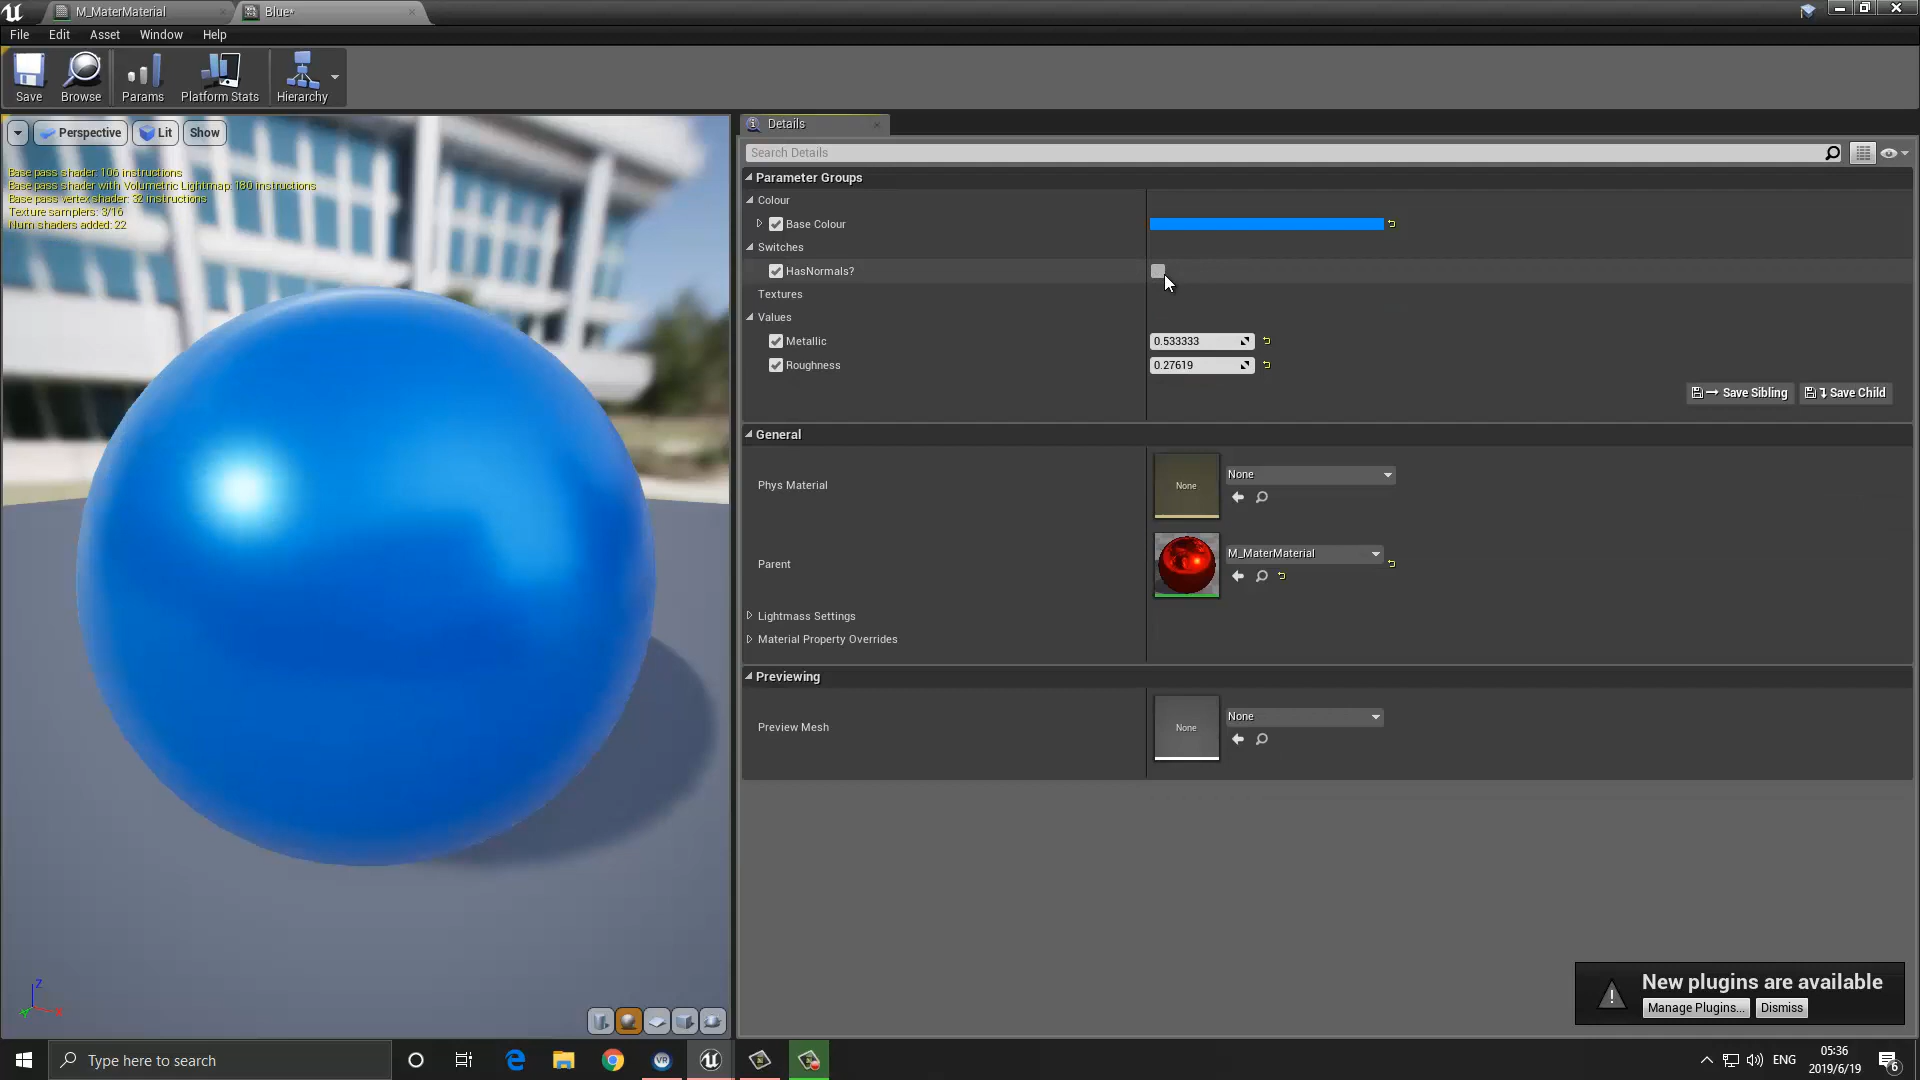 M_MaterMaterial
Blue*
File Edit Asset Window Help
Save Browse Params Platform Stats Hierarchy
Perspective Lit Show
Base pass shader: 106 instructions
Base pass shader with Volumetric Lightmap: 180 instructions
Base pass vertex shader: 32 instructions
Texture samplers: 3/16
Num shaders added: 22
Z
X
Y
Details
Search Details
Parameter Groups
Colour
Base Colour
Switches
HasNormals?
Textures
Values
Metallic 0.533333
Roughness 0.27619
Save Sibling Save Child
General
Phys Material None None
Parent M_MaterMaterial
Lightmass Settings
Material Property Overrides
Previewing
Preview Mesh None None
New plugins are available
Manage Plugins... Dismiss
Type here to search
VR
ENG
05:36
2019/6/19
6